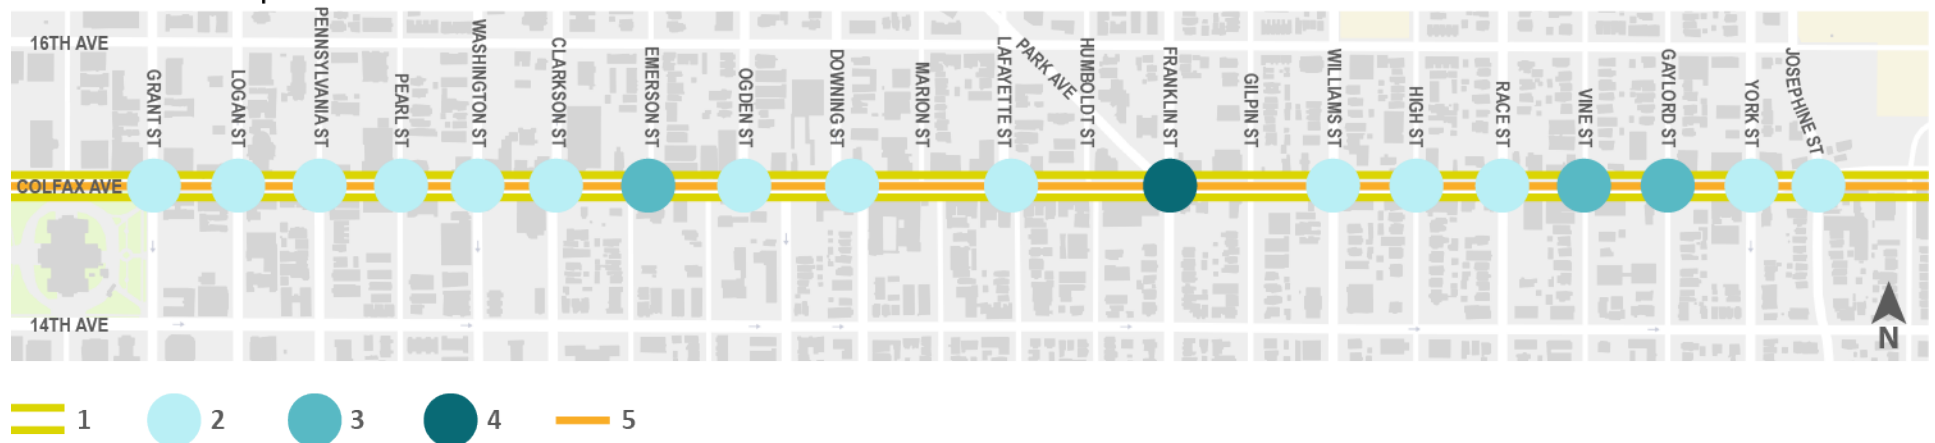 16TH AVE
GRANT ST
LOGAN ST
PENNSYLVANIA ST
PEARL ST
WASHINGTON ST
CLARKSON ST
EMERSON ST
OGDEN ST
DOWNING ST
MARION ST
LAFAYETTE ST
PARK AVE
HUMBOLDT ST
FRANKLIN ST
GILPIN ST
WILLIAMS ST
HIGH ST
RACE ST
VINE ST
GAYLORD ST
YORK ST
JOSEPHINE ST
COLFAX AVE
14TH AVE
N
1
2
3
4
5